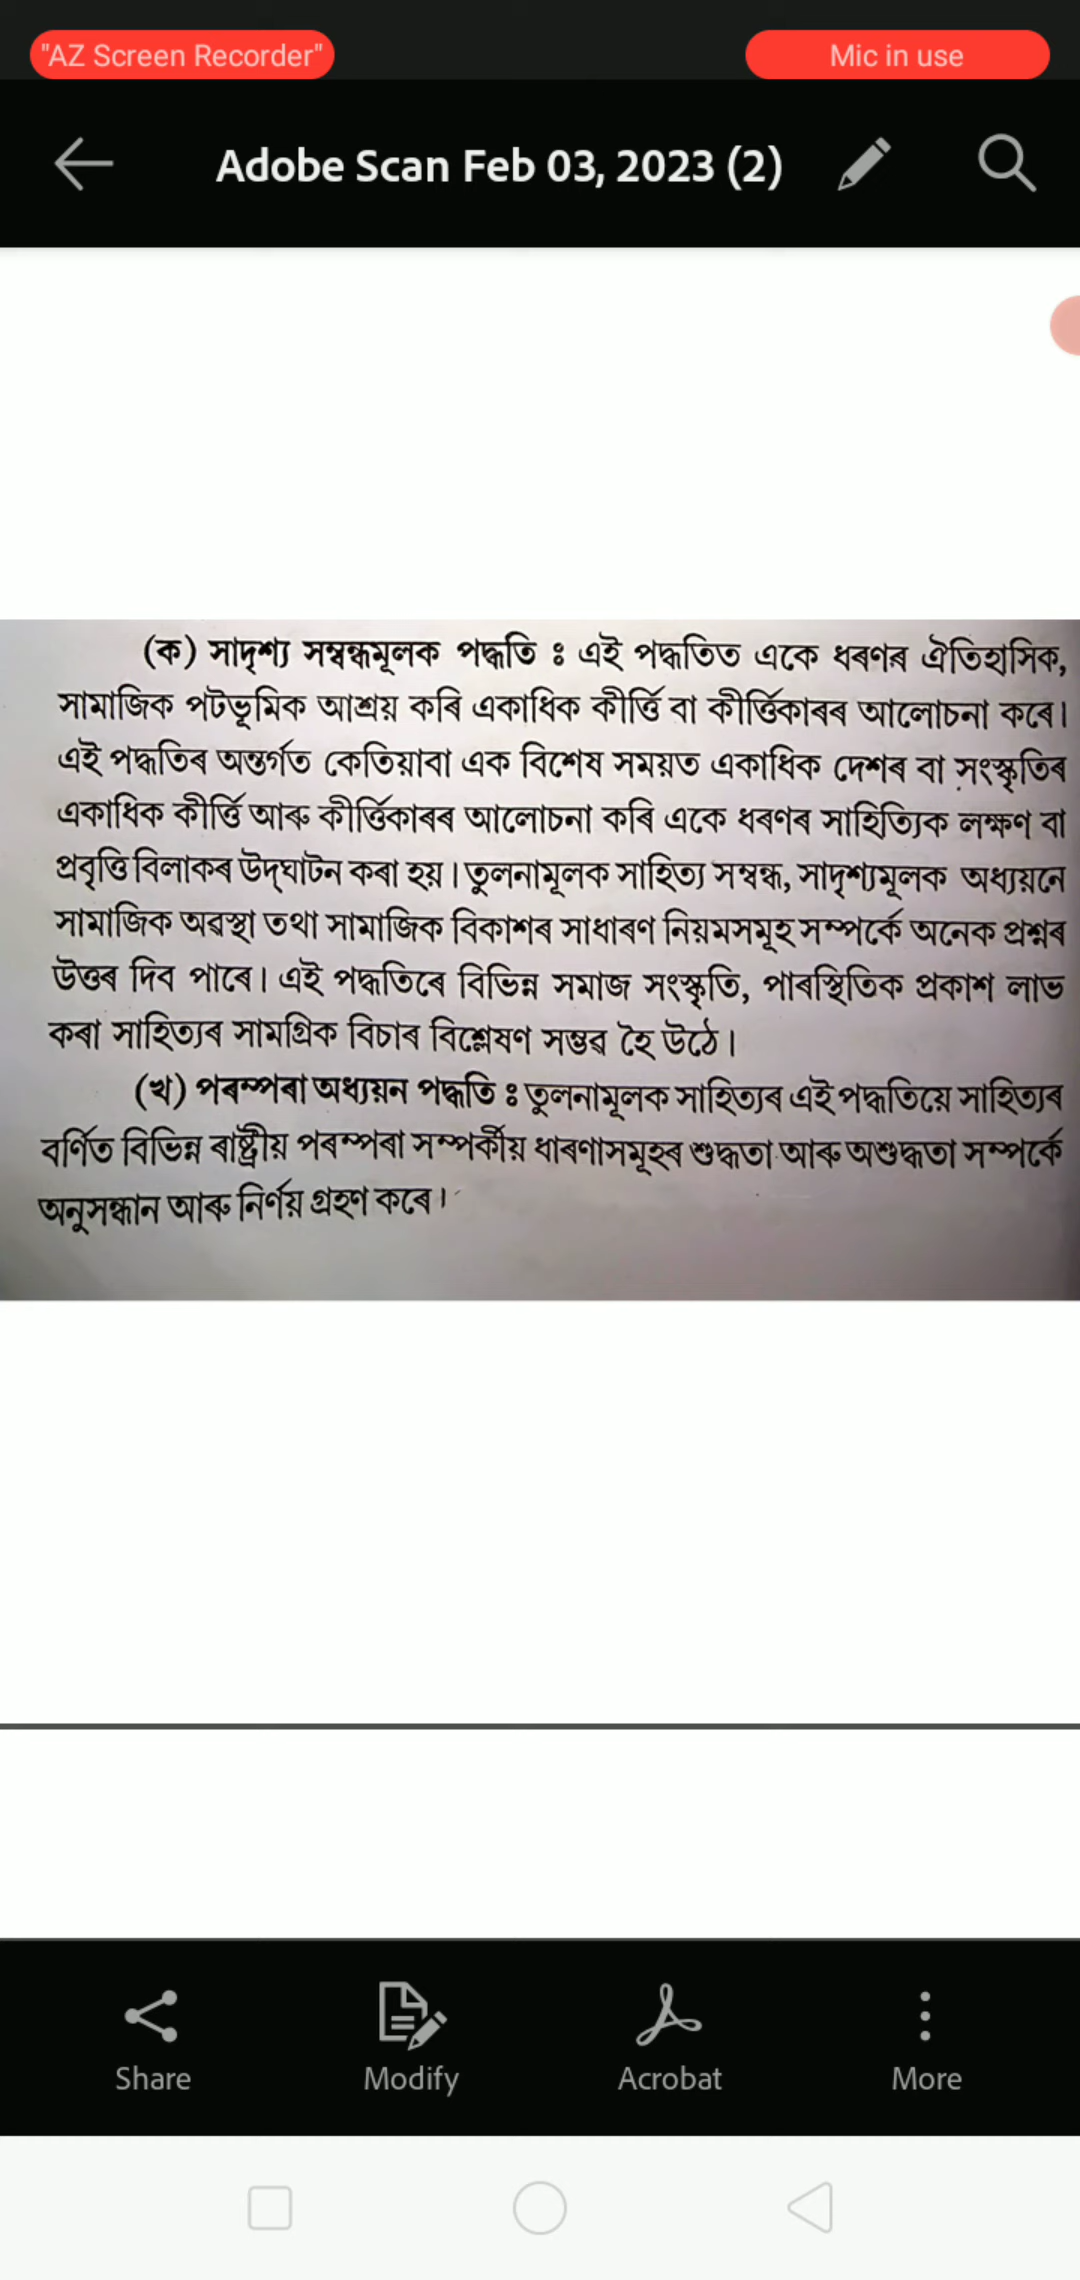 "AZ Screen Recorder"
Mic in use
Adobe Scan Feb 03, 2023 (2)
(ক) সাদৃশ্য সম্বন্ধমূলক পদ্ধতি ঃ এই পদ্ধতিত একে ধৰণৰ ঐতিহাসিক,
সামাজিক পটভূমিক আশ্ৰয় কৰি একাধিক কীৰ্ত্তি বা কীৰ্ত্তিকাৰৰ আলোচনা কৰে।
এই পদ্ধতিৰ অন্তৰ্গত কেতিয়াবা এক বিশেষ সময়ত একাধিক দেশৰ বা সংস্কৃতিৰ
একাধিক কীৰ্ত্তি আৰু কীৰ্ত্তিকাৰৰ আলোচনা কৰি একে ধৰণৰ সাহিত্যিক লক্ষণ বা
প্ৰবৃত্তি বিলাকৰ উদ্‌ঘাটন কৰা হয়। তুলনামূলক সাহিত্য সম্বন্ধ, সাদৃশ্যমূলক অধ্যয়নে
সামাজিক অৱস্থা তথা সামাজিক বিকাশৰ সাধাৰণ নিয়মসমূহ সম্পৰ্কে অনেক প্ৰশ্নৰ
উত্তৰ দিব পাৰে। এই পদ্ধতিৰে বিভিন্ন সমাজ সংস্কৃতি, পাৰস্থিতিক প্ৰকাশ লাভ
কৰা সাহিত্যৰ সামগ্ৰিক বিচাৰ বিশ্লেষণ সম্ভৱ হৈ উঠে।
(খ) পৰম্পৰা অধ্যয়ন পদ্ধতি ঃ তুলনামূলক সাহিত্যৰ এই পদ্ধতিয়ে সাহিত্যৰ
বৰ্ণিত বিভিন্ন ৰাষ্ট্ৰীয় পৰম্পৰা সম্পৰ্কীয় ধাৰণাসমূহৰ শুদ্ধতা আৰু অশুদ্ধতা সম্পৰ্কে
অনুসন্ধান আৰু নিৰ্ণয় গ্ৰহণ কৰে।
Share
Modify
Acrobat
More